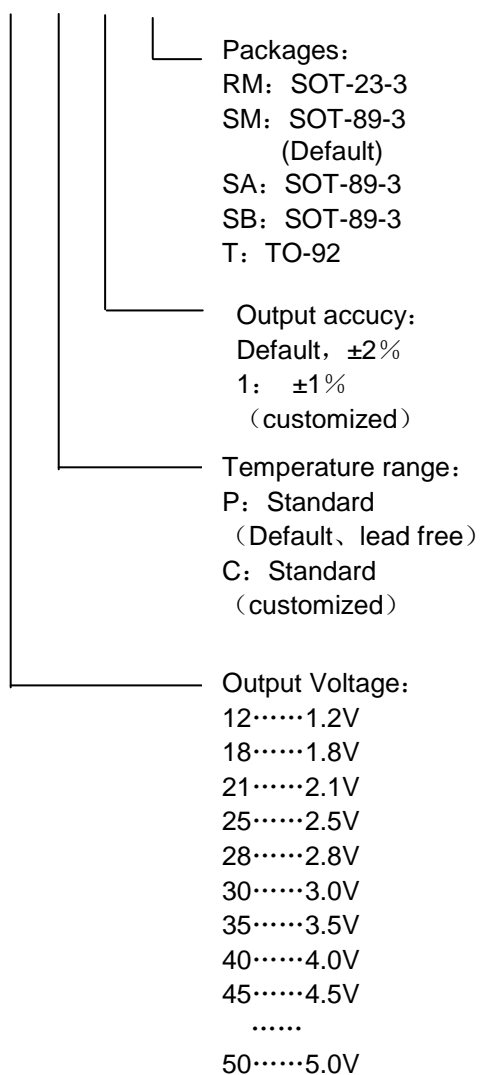 Packages：
RM：SOT-23-3
SM：SOT-89-3
(Default)
SA：SOT-89-3
SB：SOT-89-3
T：TO-92
Output accucy：
Default，±2％
1： ±1％
（customized）
Temperature range：
P：Standard
（Default、lead free）
C：Standard
（customized）
Output Voltage：
12……1.2V
18……1.8V
21……2.1V
25……2.5V
28……2.8V
30……3.0V
35……3.5V
40……4.0V
45……4.5V
……
50……5.0V